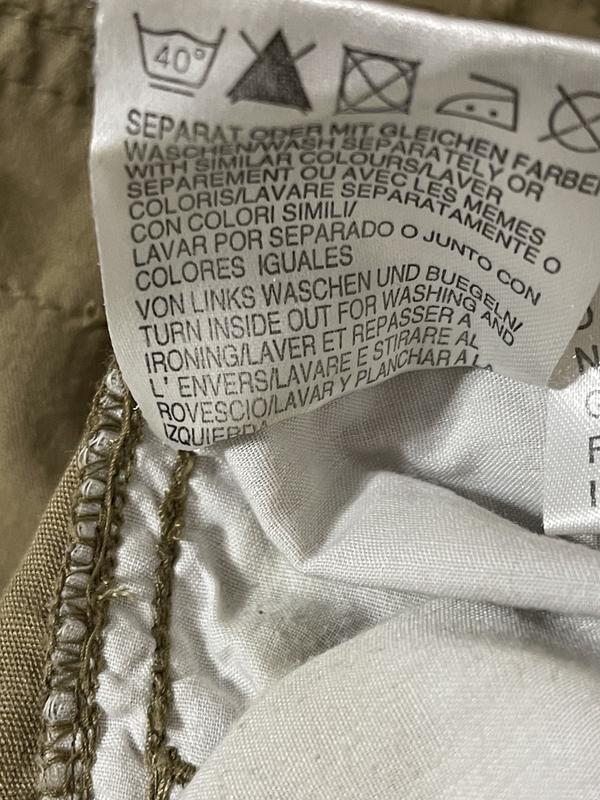 40°
SEPARAT ODER MIT GLEICHEN FARBEN
WASCHEN/WASH SEPARATELY OR
WITH SIMILAR COLOURS/LAVER
SEPAREMENT OU AVEC LES MEMES
COLORIS/LAVARE SEPARATAMENTE O
CON COLORI SIMILI/
LAVAR POR SEPARADO O JUNTO CON
COLORES IGUALES
VON LINKS WASCHEN UND BUEGELN/
TURN INSIDE OUT FOR WASHING AND
IRONING/LAVER ET REPASSER A
L' ENVERS/LAVARE E STIRARE AL
ROVESCIO/LAVAR Y PLANCHAR A LA
IZQUIERDA